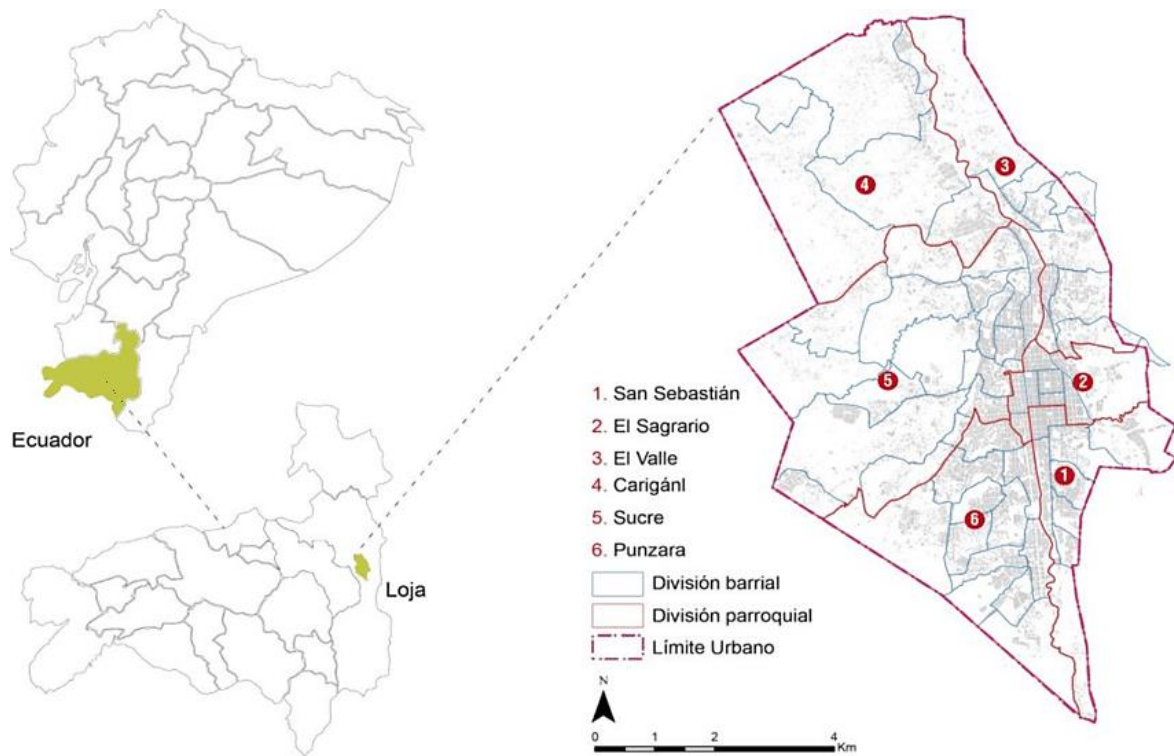 Ecuador
Loja
4
3
5
2
1
6
1. San Sebastián
2. El Sagrario
3. El Valle
4. Carigánl
5. Sucre
6. Punzara
División barrial
División parroquial
Límite Urbano
N
0 1 2 4
Km